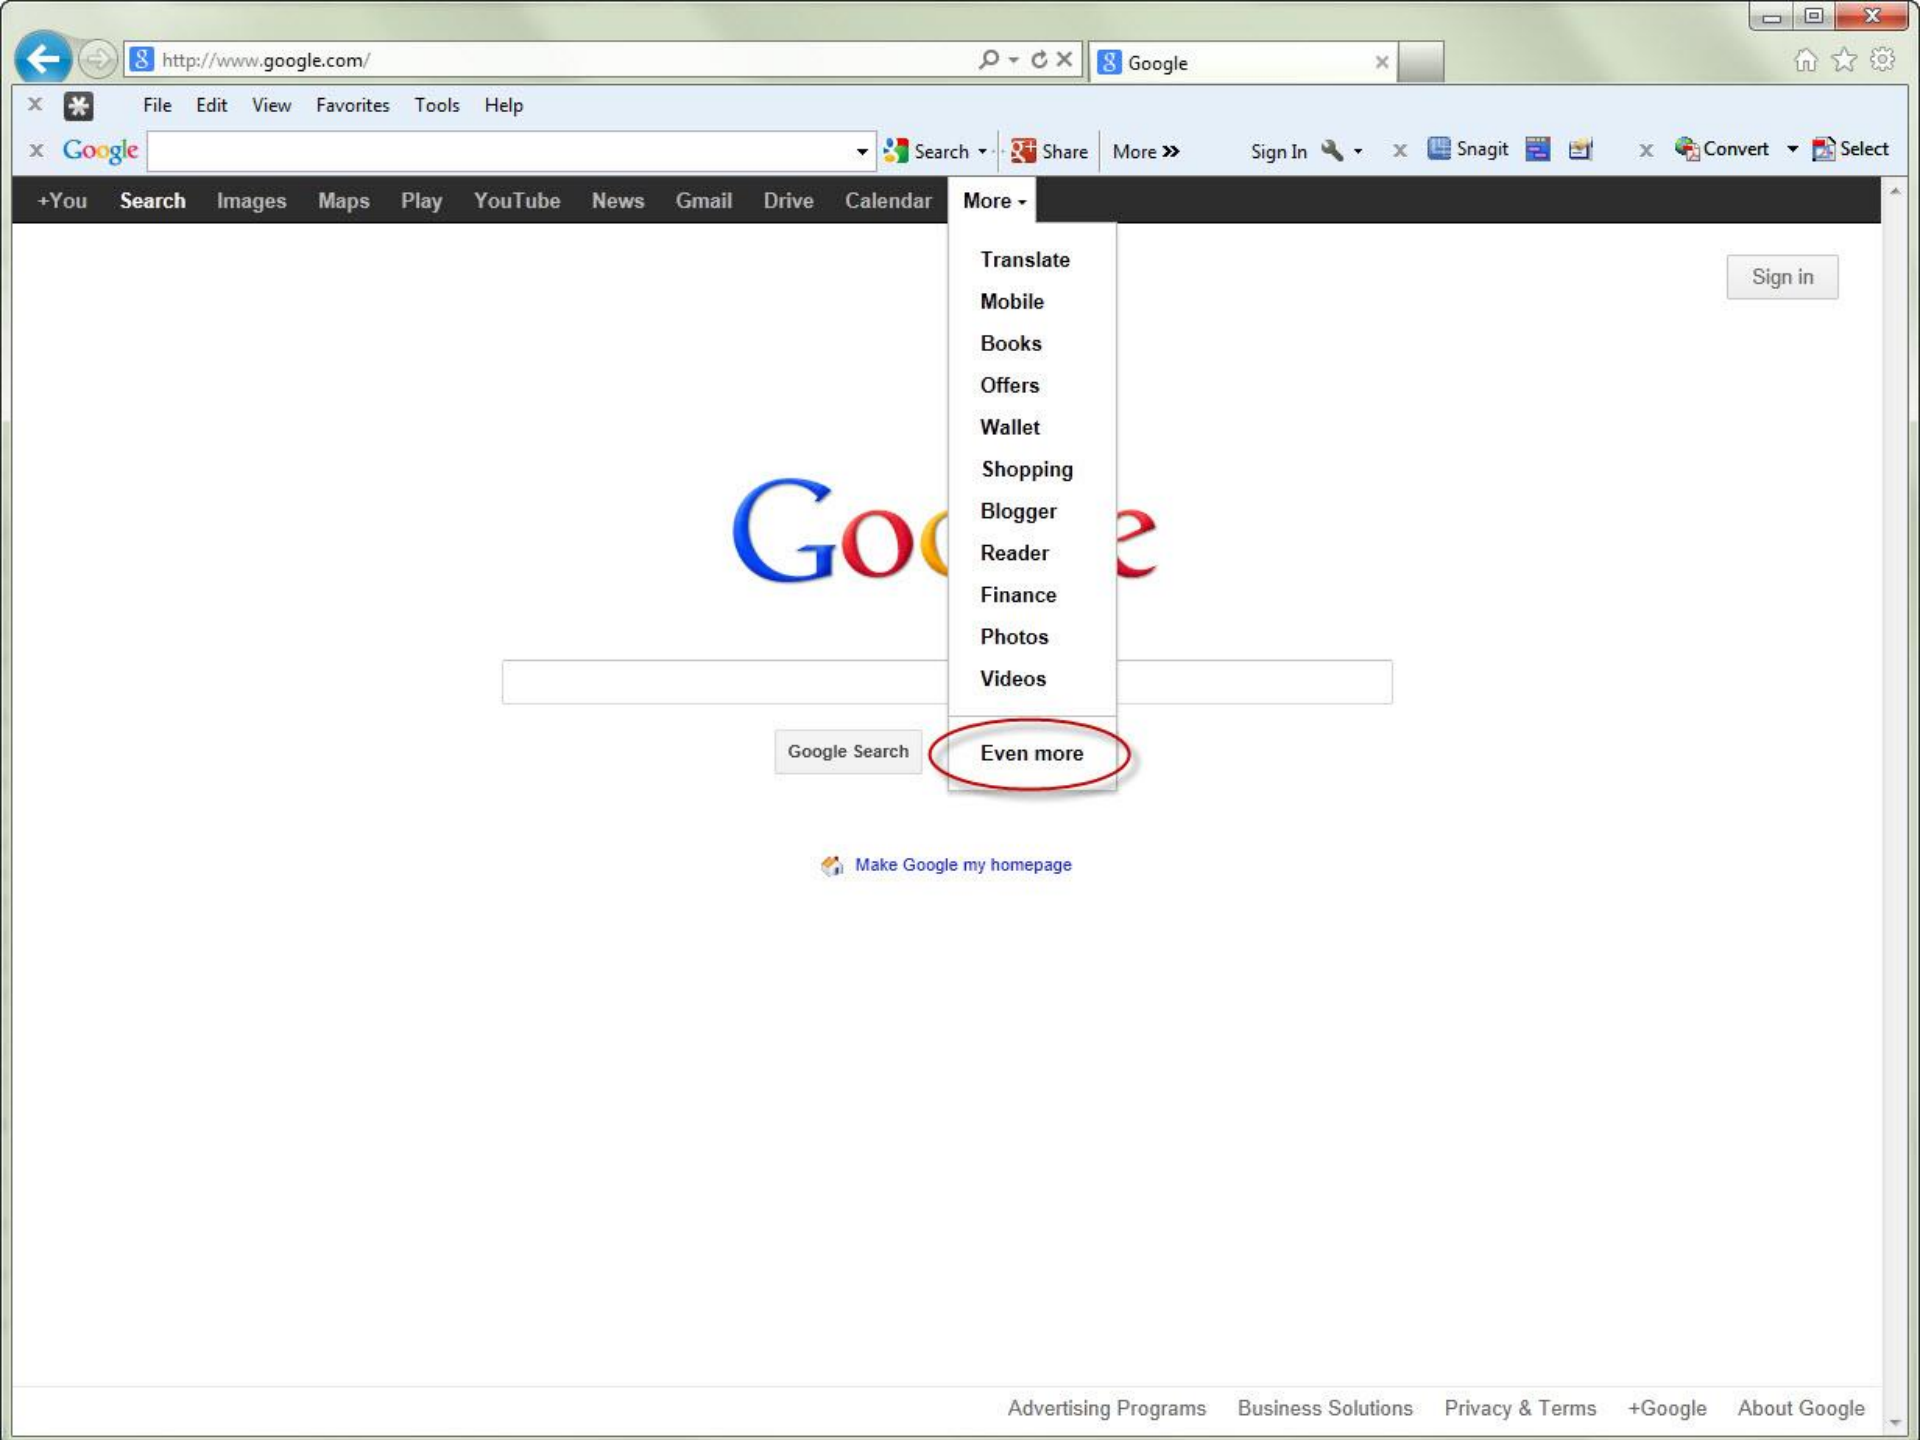 http://www.google.com/
Google
File Edit View Favorites Tools Help
Google Search Share More » Sign In Snagit Convert Select
+You Search Images Maps Play YouTube News Gmail Drive Calendar More
Translate
Sign in
Mobile
Books
Offers
Wallet
Shopping
Blogger
Reader
Finance
Photos
Videos
Goo e
Google Search
Even more
Make Google my homepage
Advertising Programs Business Solutions Privacy & Terms +Google About Google